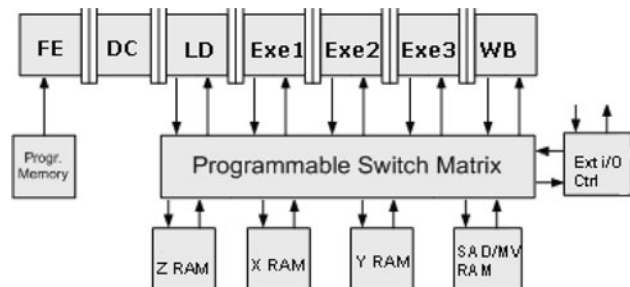 FE DC LD Exe1 Exe2 Exe3 WB
Progr.
Memory
Programmable Switch Matrix
Ext i/O
Ctrl
Z RAM
X RAM
Y RAM
SAD/MV
RAM